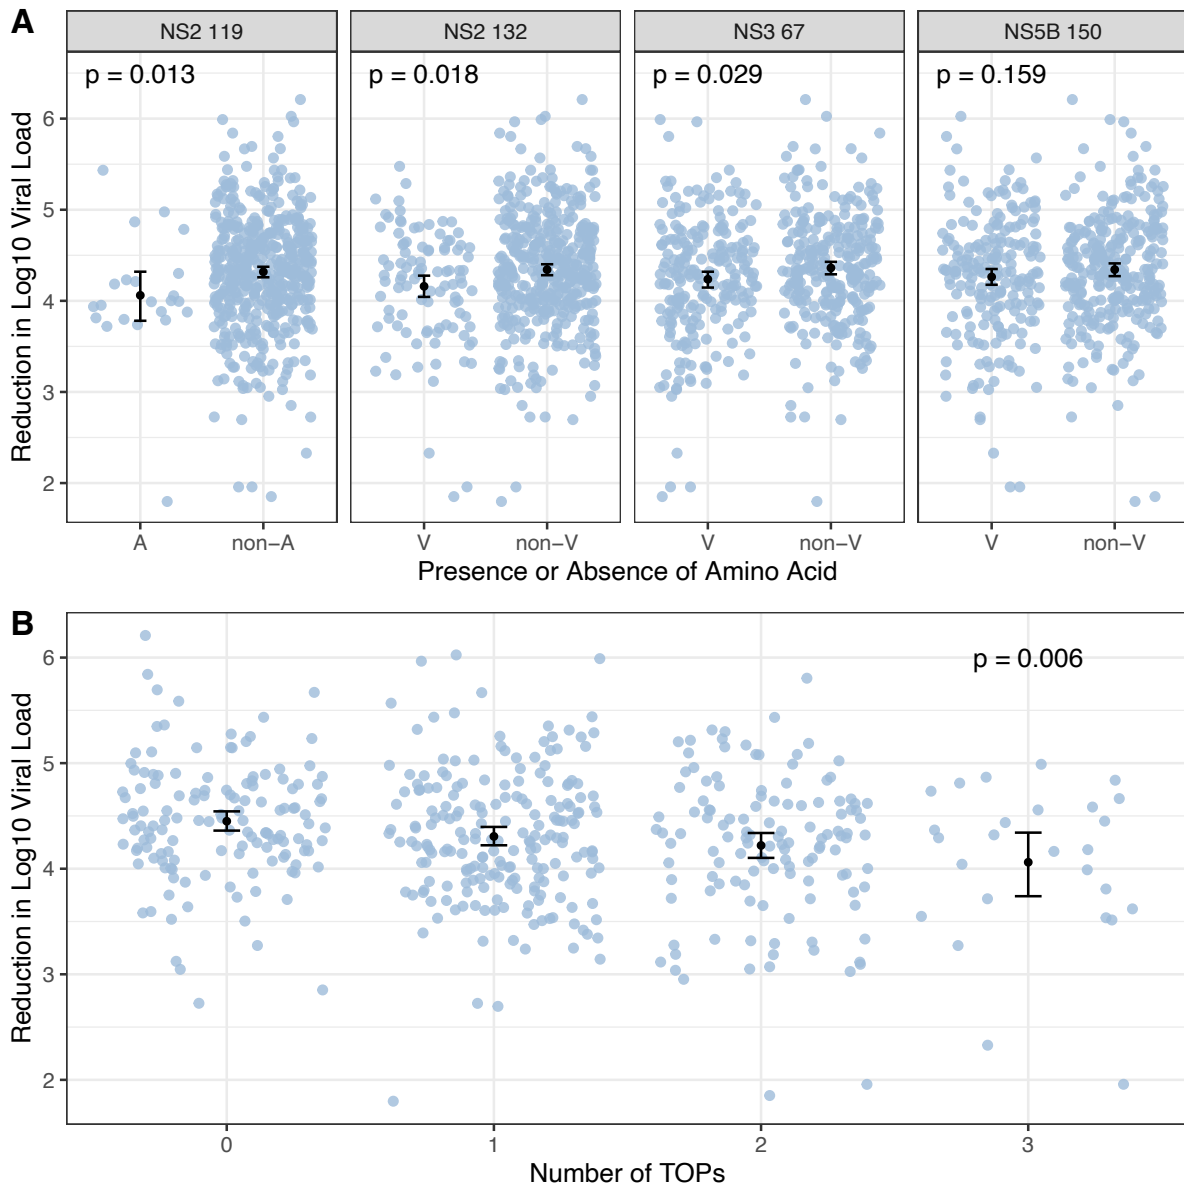 A
NS2 119
NS2 132
NS3 67
NS5B 150
p = 0.013
p = 0.018
p = 0.029
p = 0.159
Reduction in Log10 Viral Load
6
5
4
3
2
A
non−A
V
non−V
V
non−V
V
non−V
Presence or Absence of Amino Acid
B
p = 0.006
Reduction in Log10 Viral Load
6
5
4
3
2
0
1
2
3
Number of TOPs